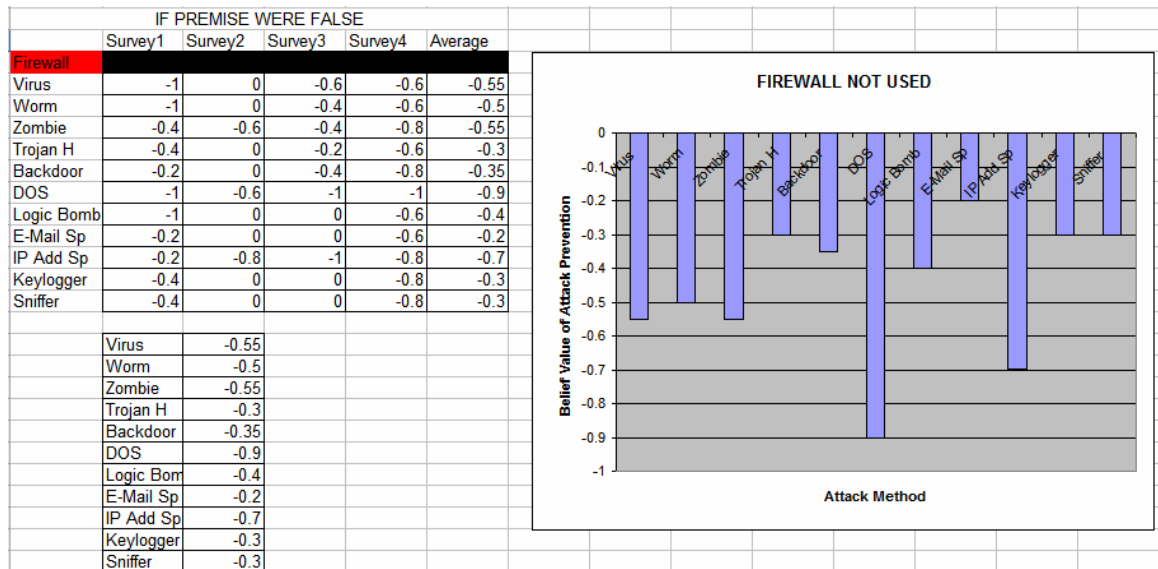 IF PREMISE WERE FALSE
Survey1 Survey2 Survey3 Survey4 Average
Firewall
Virus -1 0 -0.6 -0.6 -0.55
Worm -1 0 -0.4 -0.6 -0.5
Zombie -0.4 -0.6 -0.4 -0.8 -0.55
Trojan H -0.4 0 -0.2 -0.6 -0.3
Backdoor -0.2 0 -0.4 -0.8 -0.35
DOS -1 -0.6 -1 -1 -0.9
Logic Bomb -1 0 0 -0.6 -0.4
E-Mail Sp -0.2 0 0 -0.6 -0.2
IP Add Sp -0.2 -0.8 -1 -0.8 -0.7
Keylogger -0.4 0 0 -0.8 -0.3
Sniffer -0.4 0 0 -0.8 -0.3
Virus -0.55
Worm -0.5
Zombie -0.55
Trojan H -0.3
Backdoor -0.35
DOS -0.9
Logic Bom -0.4
E-Mail Sp -0.2
IP Add Sp -0.7
Keylogger -0.3
Sniffer -0.3
FIREWALL NOT USED
Belief Value of Attack Prevention
0
-0.1
-0.2
-0.3
-0.4
-0.5
-0.6
-0.7
-0.8
-0.9
-1
Virus
Worm
Zombie
Trojan H
Backdoor
DOS
Logic Bomb
E-Mail Sp
IP Add Sp
Keylogger
Sniffer
Attack Method